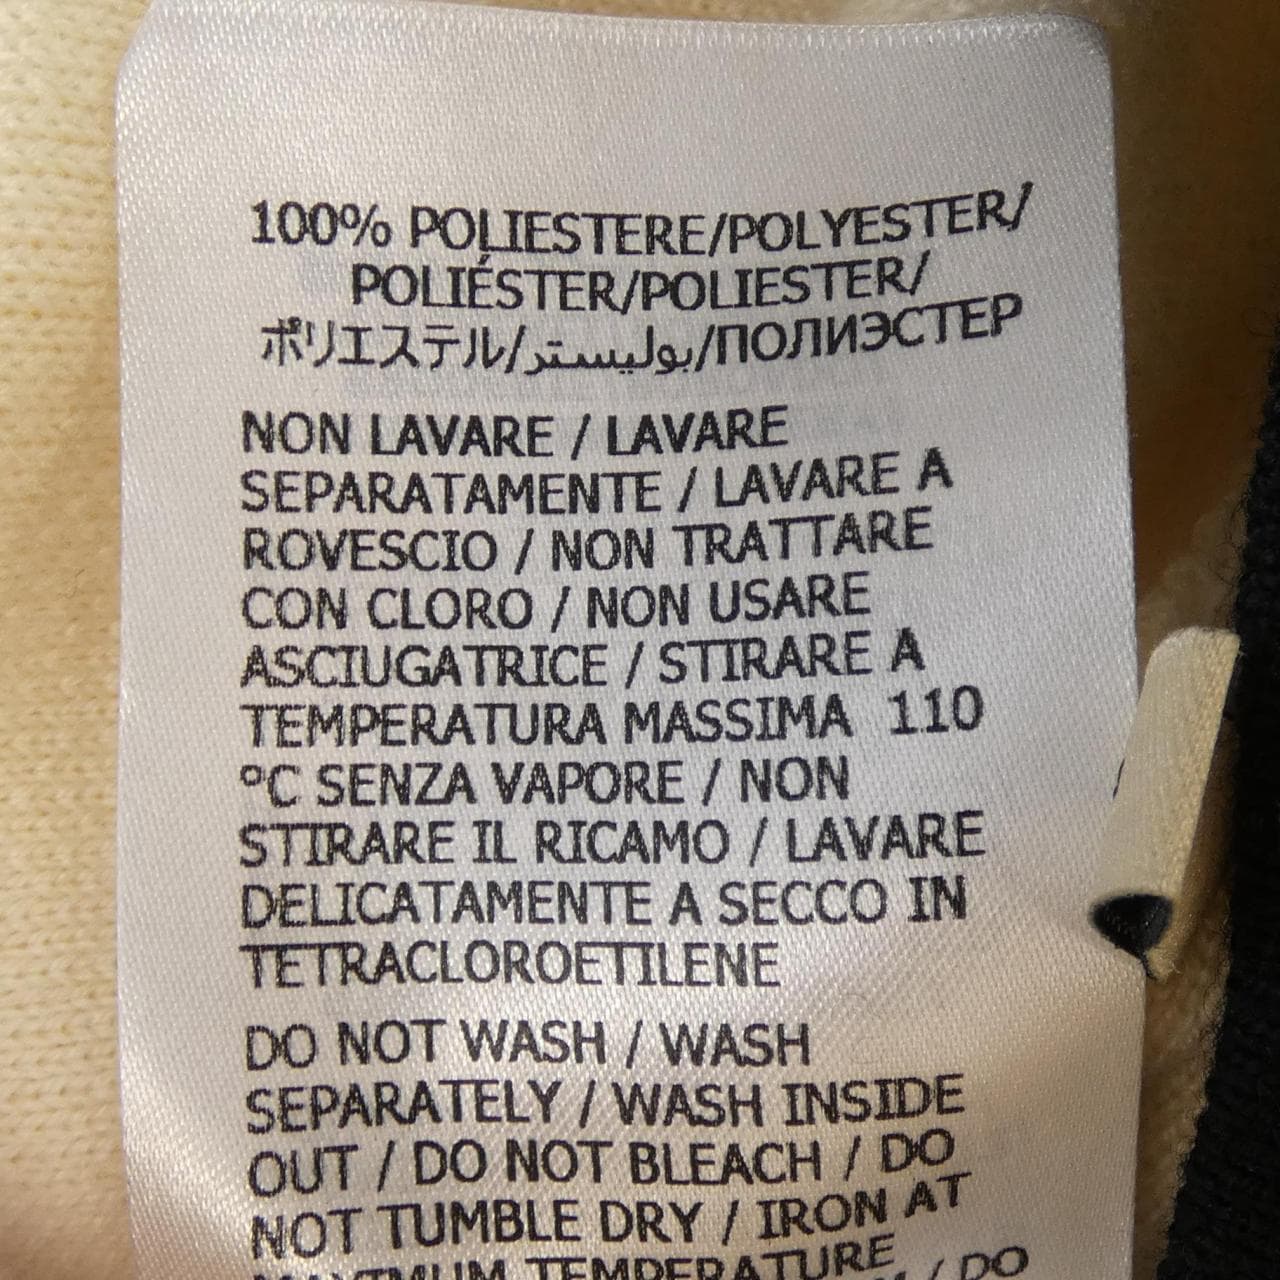 100% POLIESTERE/POLYESTER/
POLIÉSTER/POLIESTER/
ポリエステル/بوليستر/ПОЛИЭСТЕР
NON LAVARE / LAVARE
SEPARATAMENTE / LAVARE A
ROVESCIO / NON TRATTARE
CON CLORO / NON USARE
ASCIUGATRICE / STIRARE A
TEMPERATURA MASSIMA 110
°C SENZA VAPORE / NON
STIRARE IL RICAMO / LAVARE
DELICATAMENTE A SECCO IN
TETRACLOROETILENE
DO NOT WASH / WASH
SEPARATELY / WASH INSIDE
OUT / DO NOT BLEACH / DO
NOT TUMBLE DRY / IRON AT
MAXIMUM TEMPERATURE
/ DO